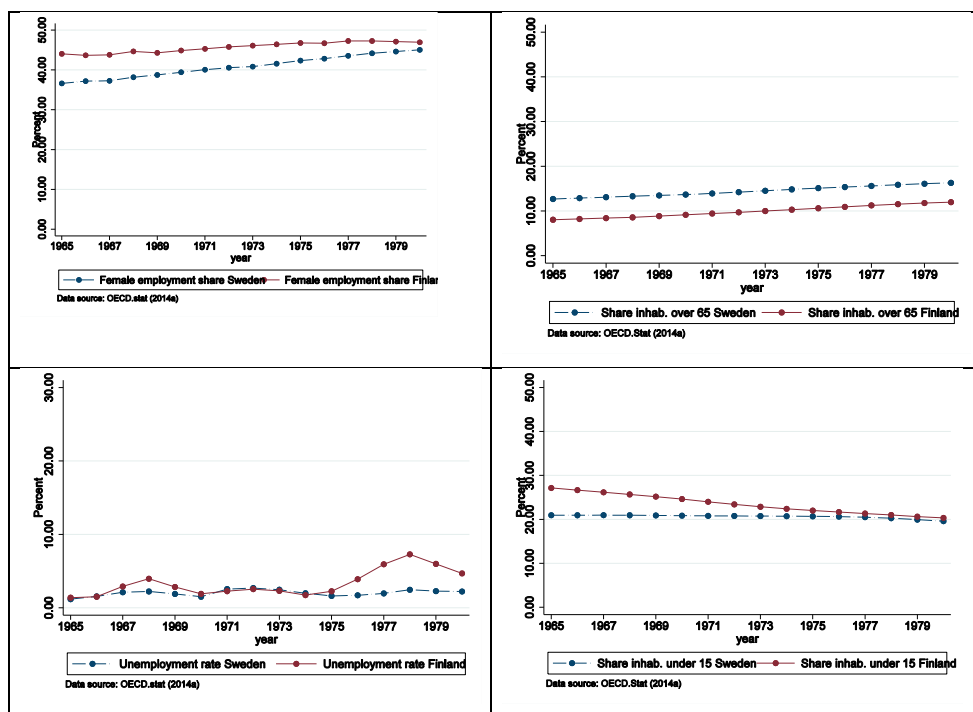 50.00
40.00
30.00
20.00
10.00
0.00
Percent
1965 1967 1969 1971 1973 1975 1977 1979
year
Female employment share Sweden Female employment share Finlan
Data source: OECD.stat (2014a)
50.00
40.00
30.00
20.00
10.00
0.00
Percent
1965 1967 1969 1971 1973 1975 1977 1979
year
Share inhab. over 65 Sweden Share inhab. over 65 Finland
Data source: OECD.Stat (2014a)
30.00
20.00
10.00
0.00
Percent
1965 1967 1969 1971 1973 1975 1977 1979
year
Unemployment rate Sweden Unemployment rate Finland
Data source: OECD.stat (2014a)
50.00
40.00
30.00
20.00
10.00
0.00
Percent
1965 1967 1969 1971 1973 1975 1977 1979
year
Share inhab. under 15 Sweden Share inhab. under 15 Finland
Data source: OECD.Stat (2014a)